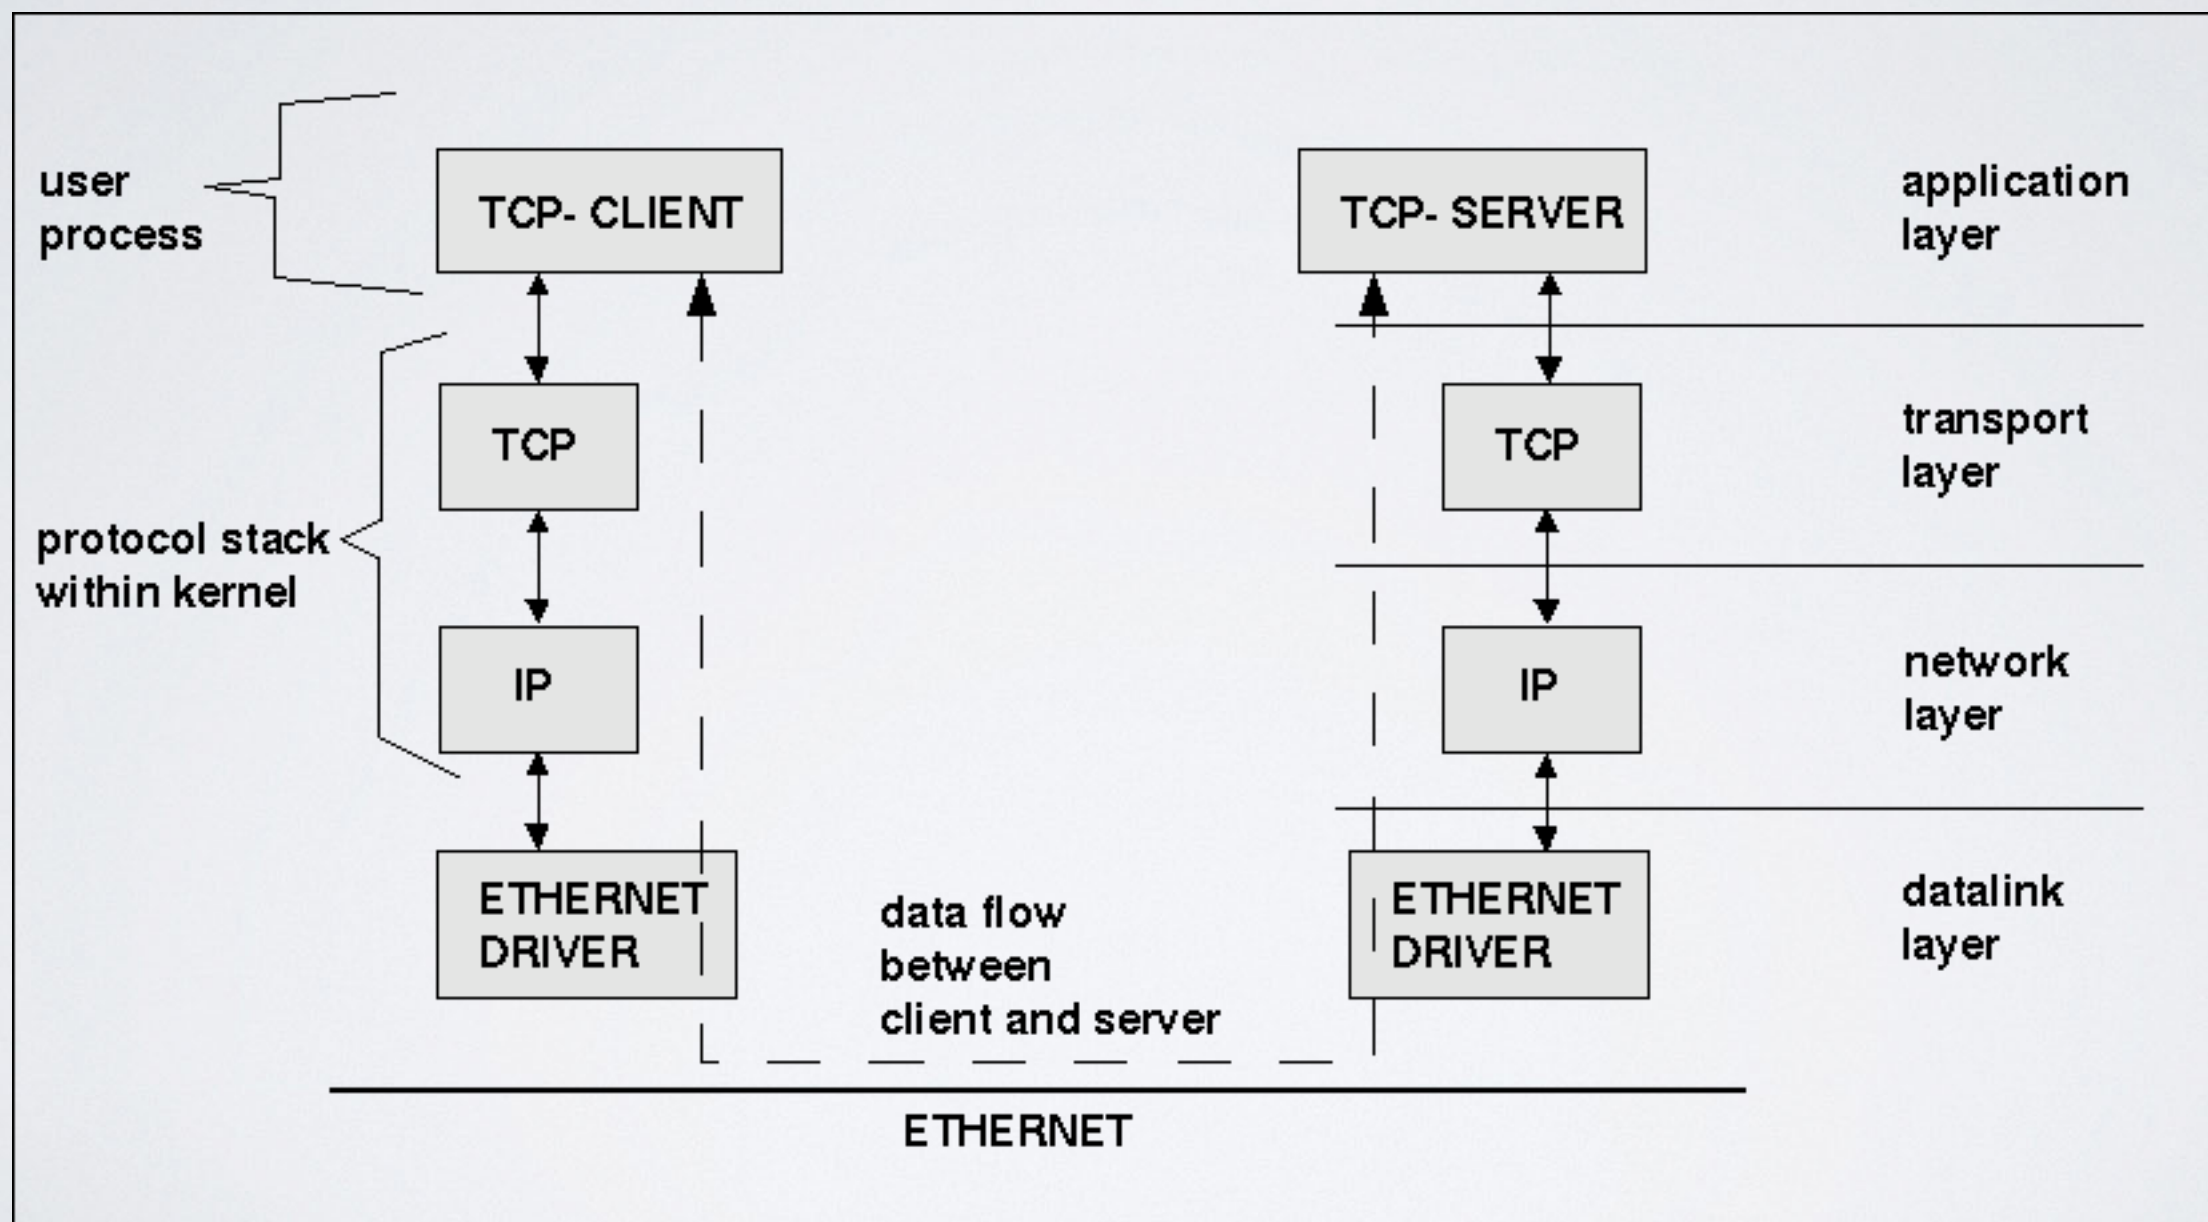 user
process
TCP- CLIENT
TCP- SERVER
application
layer
TCP
TCP
transport
layer
protocol stack
within kernel
IP
IP
network
layer
ETHERNET
DRIVER
data flow
between
client and server
ETHERNET
DRIVER
datalink
layer
ETHERNET